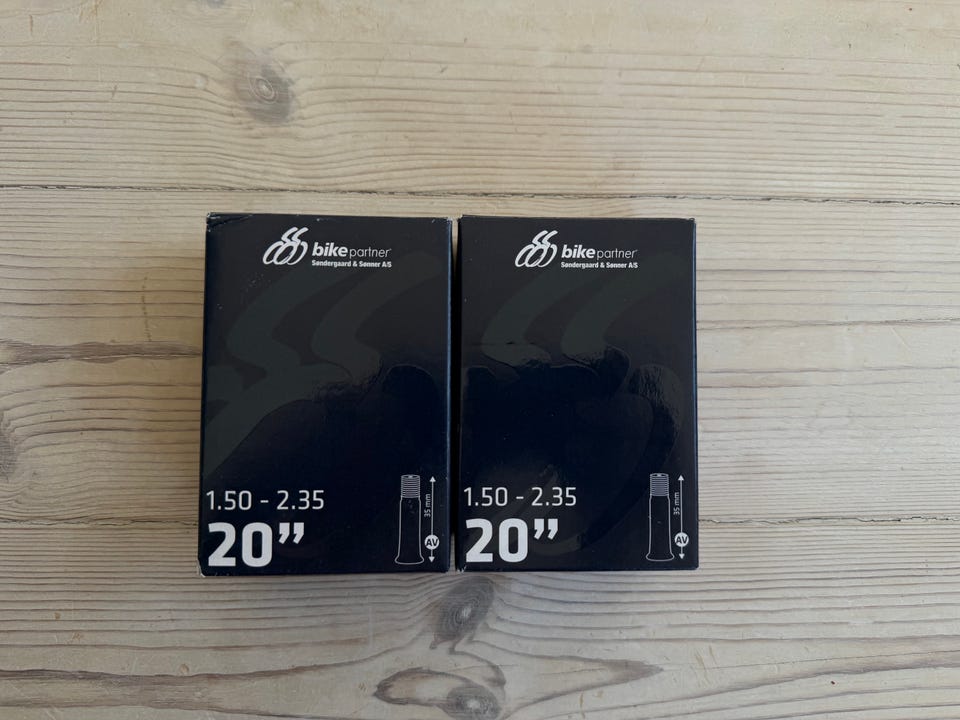 bikepartner
Søndergaard & Sønner A/S
1.50 - 2.35
20”
35 mm
AV
bikepartner
Søndergaard & Sønner A/S
1.50 - 2.35
20”
35 mm
AV